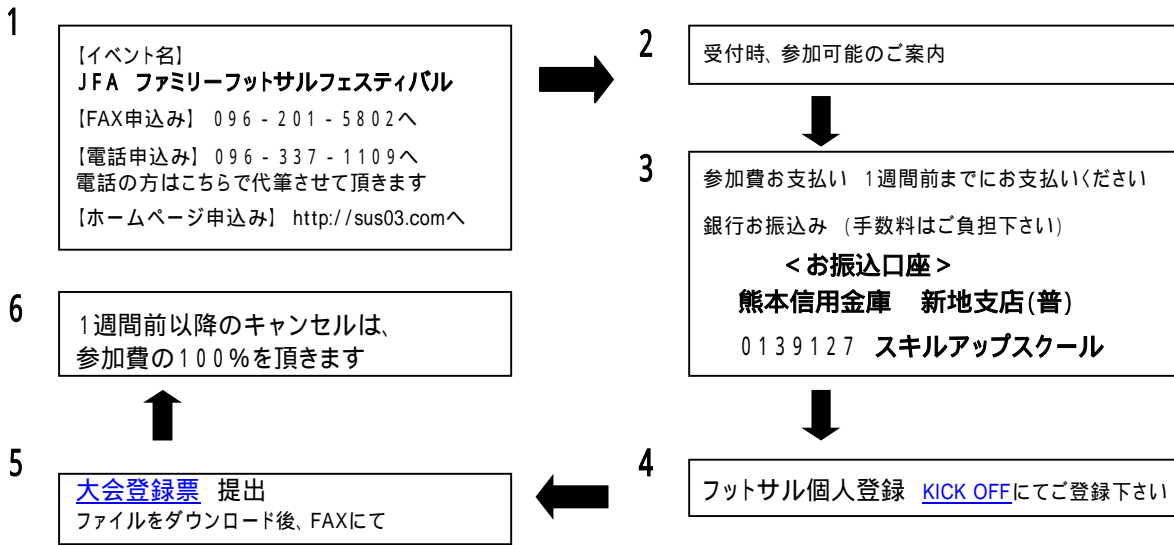 1
【イベント名】
JFA ファミリーフットサルフェスティバル
【FAX申込み】 096-201-5802へ
【電話申込み】 096-337-1109へ
電話の方はこちらで代筆させて頂きます
【ホームページ申込み】 http://sus03.comへ
2
受付時、参加可能のご案内
3
参加費お支払い 1週間前までにお支払いください
銀行お振込み (手数料はご負担下さい)
<お振込口座>
熊本信用金庫 新地支店(普)
0139127 スキルアップスクール
4
フットサル個人登録 KICK OFFにてご登録下さい
5
大会登録票 提出
ファイルをダウンロード後、FAXにて
6
1週間前以降のキャンセルは、
参加費の100%を頂きます